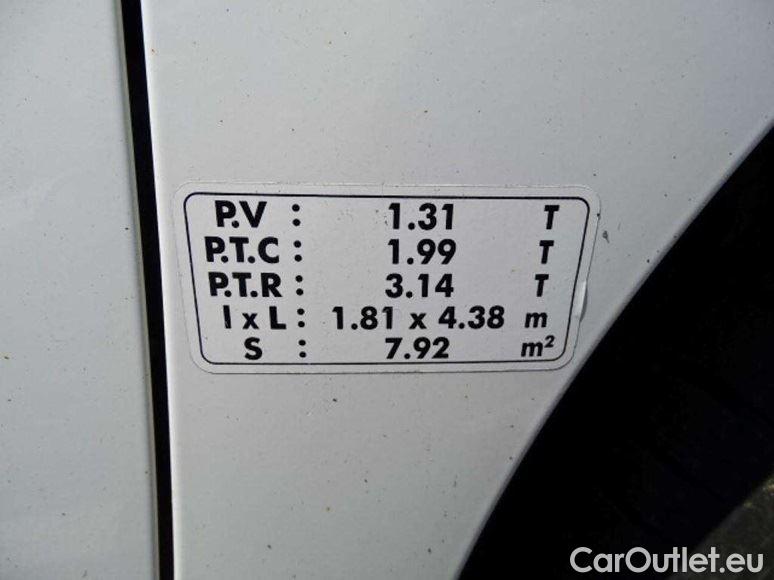 P.V : 1.31 T
P.T.C : 1.99 T
P.T.R : 3.14 T
l x L : 1.81 x 4.38 m
S : 7.92 m²
CarOutlet.eu